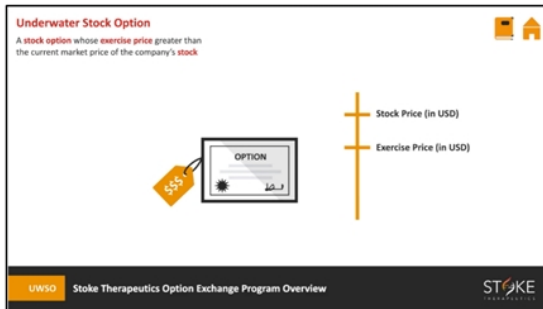 Underwater Stock Option
A stock option whose exercise price greater than
the current market price of the company's stock
Stock Price (in USD)
OPTION
Exercise Price (in USD)
$$$
UWSO
Stoke Therapeutics Option Exchange Program Overview
STOKE
THERAPEUTICS